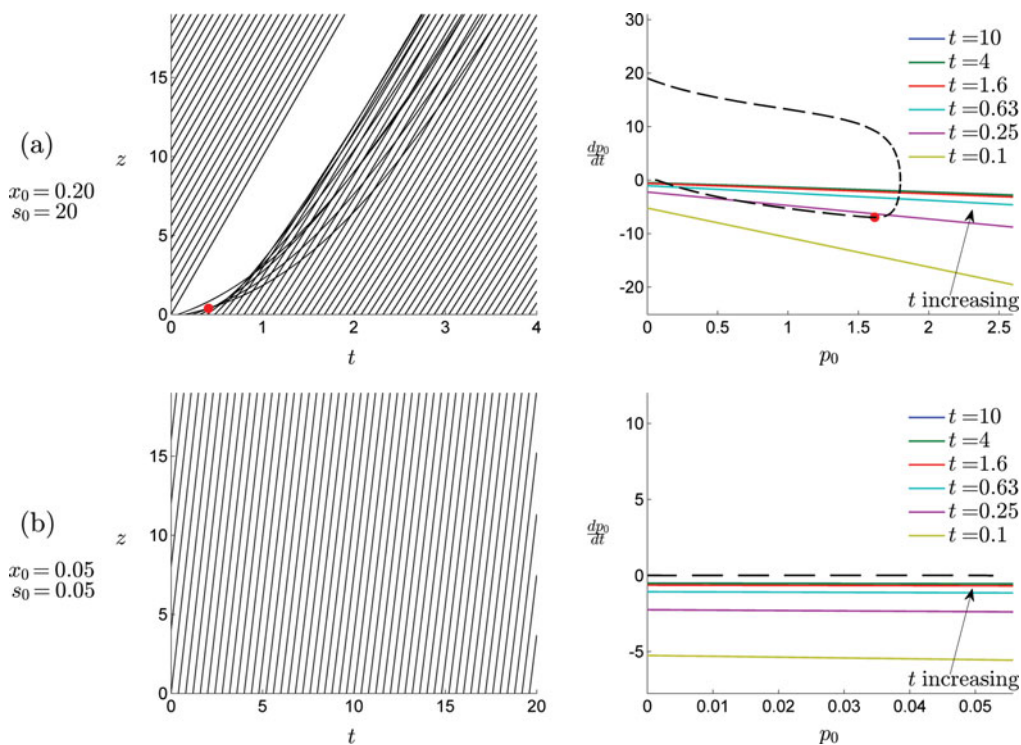 (a)
x₀ = 0.20
s₀ = 20
z
15
10
5
0
0 1 2 3 4
t
dp₀/dt
30
20
10
0
-10
-20
0 0.5 1 1.5 2 2.5
p₀
t = 10
t = 4
t = 1.6
t = 0.63
t = 0.25
t = 0.1
t increasing
(b)
x₀ = 0.05
s₀ = 0.05
z
15
10
5
0
0 5 10 15 20
t
dp₀/dt
10
5
0
-5
0 0.01 0.02 0.03 0.04 0.05
p₀
t = 10
t = 4
t = 1.6
t = 0.63
t = 0.25
t = 0.1
t increasing